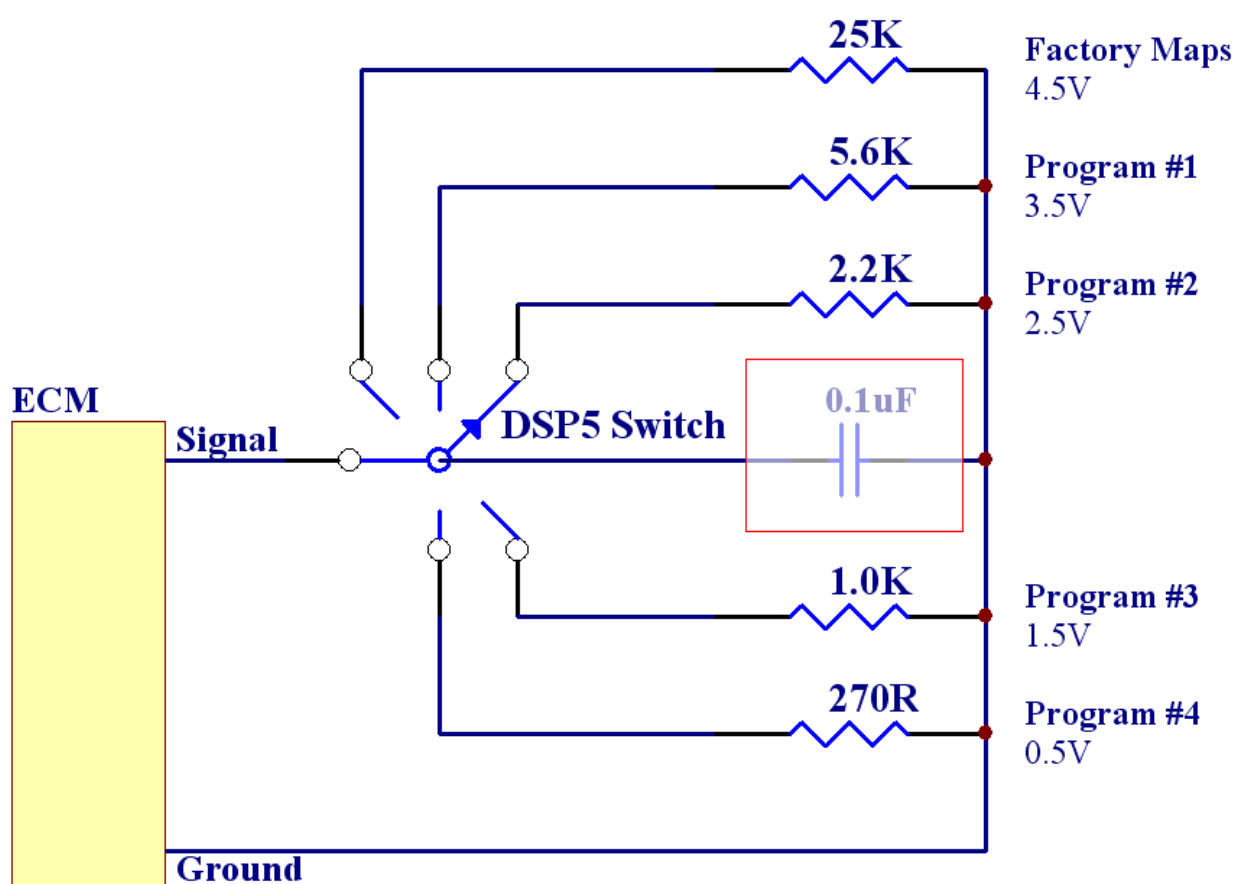 25K
Factory Maps
4.5V
5.6K
Program #1
3.5V
2.2K
Program #2
2.5V
ECM
0.1uF
Signal
DSP5 Switch
1.0K
Program #3
1.5V
270R
Program #4
0.5V
Ground